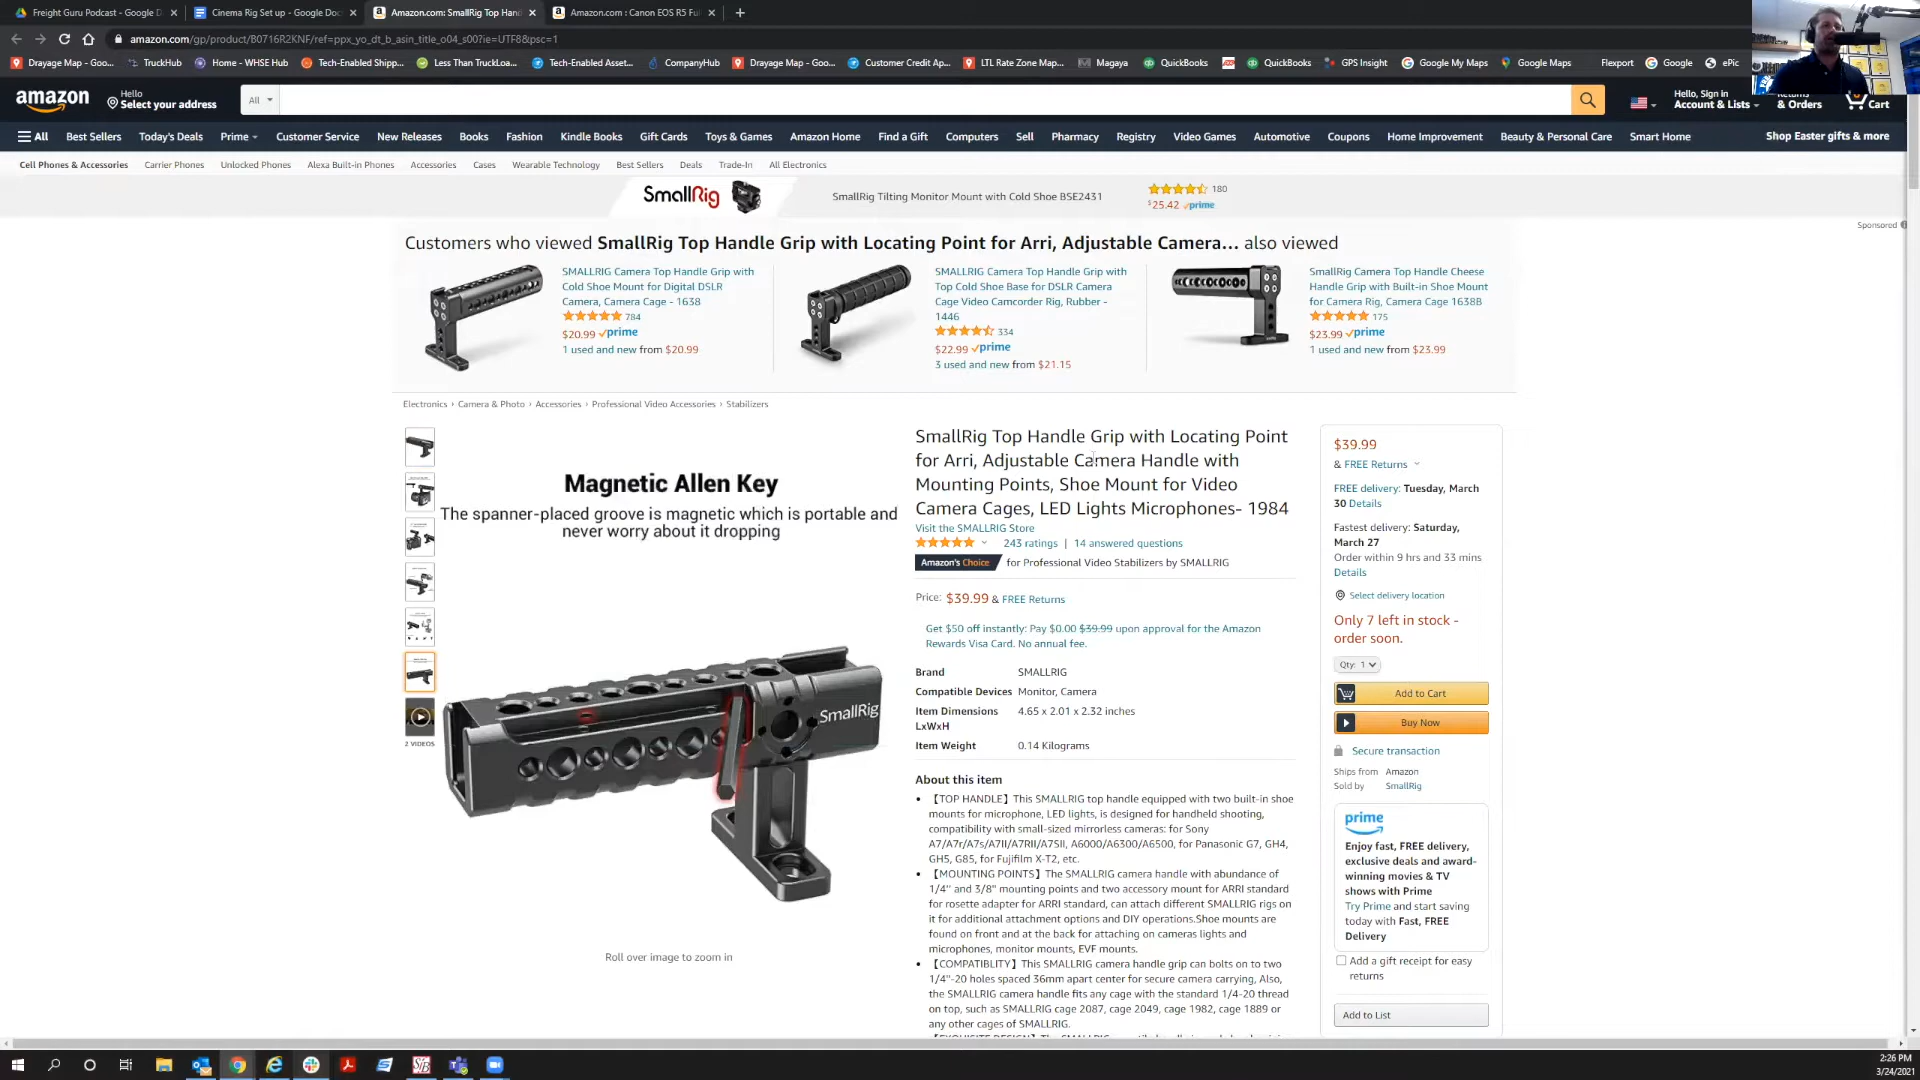 Freight Guru Podcast - Google D
Cinema Rig Set up - Google Doc
Amazon.com: SmallRig Top Hand
Amazon.com : Canon EOS R5 Ful
amazon.com/gp/product/B0716R2KNF/ref=ppx_yo_dt_b_asin_title_o04_s00?ie=UTF8&psc=1
Drayage Map - Goo... TruckHub Home - WHSE Hub Tech-Enabled Shipp... Less Than TruckLoa... Tech-Enabled Asset... CompanyHub Drayage Map - Goo... Customer Credit Ap... LTL Rate Zone Map... Magaya QuickBooks QuickBooks GPS Insight Google My Maps Google Maps Flexport Google ePic
amazon
Hello
Select your address
All
Hello, Sign in
Account & Lists
Returns
& Orders
0
Cart
All Best Sellers Today's Deals Prime Customer Service New Releases Books Fashion Kindle Books Gift Cards Toys & Games Amazon Home Find a Gift Computers Sell Pharmacy Registry Video Games Automotive Coupons Home Improvement Beauty & Personal Care Smart Home Shop Easter gifts & more
Cell Phones & Accessories Carrier Phones Unlocked Phones Alexa Built-in Phones Accessories Cases Wearable Technology Best Sellers Deals Trade-In All Electronics
SmallRig
SmallRig Tilting Monitor Mount with Cold Shoe BSE2431
180
$25.42 prime
Sponsored
Customers who viewed SmallRig Top Handle Grip with Locating Point for Arri, Adjustable Camera... also viewed
SMALLRIG Camera Top Handle Grip with
Cold Shoe Mount for Digital DSLR
Camera, Camera Cage - 1638
784
$20.99 prime
1 used and new from $20.99
SMALLRIG Camera Top Handle Grip with
Top Cold Shoe Base for DSLR Camera
Cage Video Camcorder Rig, Rubber -
1446
334
$22.99 prime
3 used and new from $21.15
SmallRig Camera Top Handle Cheese
Handle Grip with Built-in Shoe Mount
for Camera Rig, Camera Cage 1638B
175
$23.99 prime
1 used and new from $23.99
Electronics › Camera & Photo › Accessories › Professional Video Accessories › Stabilizers
2 VIDEOS
Magnetic Allen Key
The spanner-placed groove is magnetic which is portable and
never worry about it dropping
SmallRig
Roll over image to zoom in
SmallRig Top Handle Grip with Locating Point
for Arri, Adjustable Camera Handle with
Mounting Points, Shoe Mount for Video
Camera Cages, LED Lights Microphones- 1984
Visit the SMALLRIG Store
243 ratings | 14 answered questions
Amazon's Choice for Professional Video Stabilizers by SMALLRIG
Price: $39.99 & FREE Returns
Get $50 off instantly: Pay $0.00 $39.99 upon approval for the Amazon
Rewards Visa Card. No annual fee.
Brand SMALLRIG
Compatible Devices Monitor, Camera
Item Dimensions 4.65 x 2.01 x 2.32 inches
LxWxH
Item Weight 0.14 Kilograms
About this item
• 【TOP HANDLE】This SMALLRIG top handle equipped with two built-in shoe
mounts for microphone, LED lights, is designed for handheld shooting,
compatibility with small-sized mirrorless cameras: for Sony
A7/A7r/A7s/A7II/A7RII/A7SII, A6000/A6300/A6500, for Panasonic G7, GH4,
GH5, G85, for Fujifilm X-T2, etc.
• 【MOUNTING POINTS】The SMALLRIG camera handle with abundance of
1/4" and 3/8" mounting points and two accessory mount for ARRI standard
for rosette adapter for ARRI standard, can attach different SMALLRIG rigs on
it for additional attachment options and DIY operations.Shoe mounts are
found on front and at the back for attaching on cameras lights and
microphones, monitor mounts, EVF mounts.
• 【COMPATIBLITY】This SMALLRIG camera handle grip can bolts on to two
1/4"-20 holes spaced 36mm apart center for secure camera carrying, Also,
the SMALLRIG camera handle fits any cage with the standard 1/4-20 thread
on top, such as SMALLRIG cage 2087, cage 2049, cage 1982, cage 1889 or
any other cages of SMALLRIG.
$39.99
& FREE Returns
FREE delivery: Tuesday, March
30 Details
Fastest delivery: Saturday,
March 27
Order within 9 hrs and 33 mins
Details
Select delivery location
Only 7 left in stock -
order soon.
Qty: 1
Add to Cart
Buy Now
Secure transaction
Ships from Amazon
Sold by SmallRig
prime
Enjoy fast, FREE delivery,
exclusive deals and award-
winning movies & TV
shows with Prime
Try Prime and start saving
today with Fast, FREE
Delivery
Add a gift receipt for easy
returns
Add to List
2:26 PM
3/24/2021